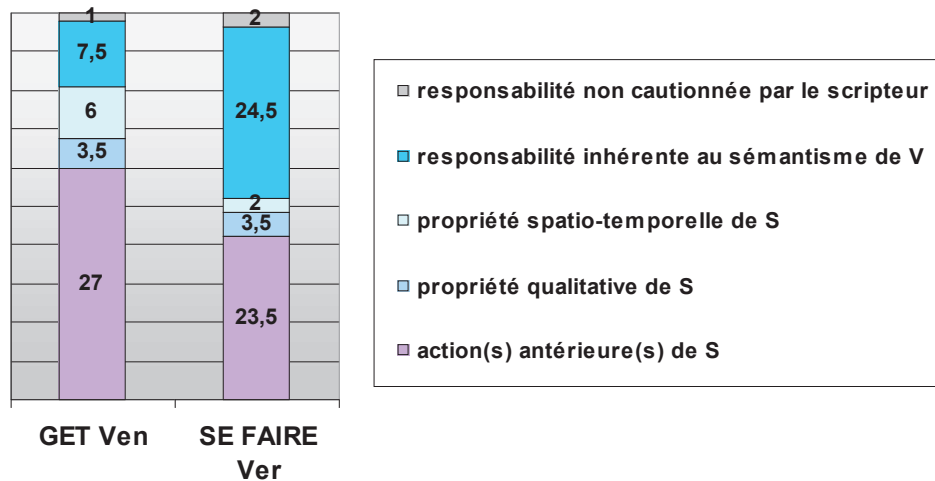 1
7,5
6
3,5
27
2
24,5
2
3,5
23,5
GET Ven
SE FAIRE
Ver
responsabilité non cautionnée par le scripteur
responsabilité inhérente au sémantisme de V
propriété spatio-temporelle de S
propriété qualitative de S
action(s) antérieure(s) de S